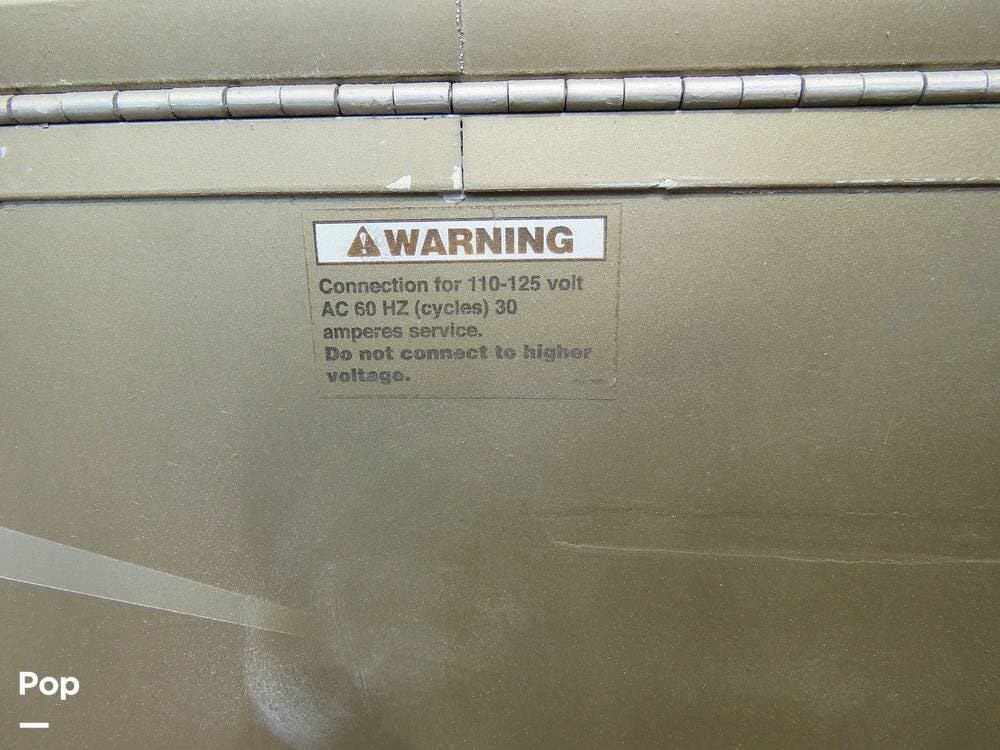 WARNING
Connection for 110-125 volt
AC 60 HZ (cycles) 30
amperes service.
Do not connect to higher
voltage.
Pop